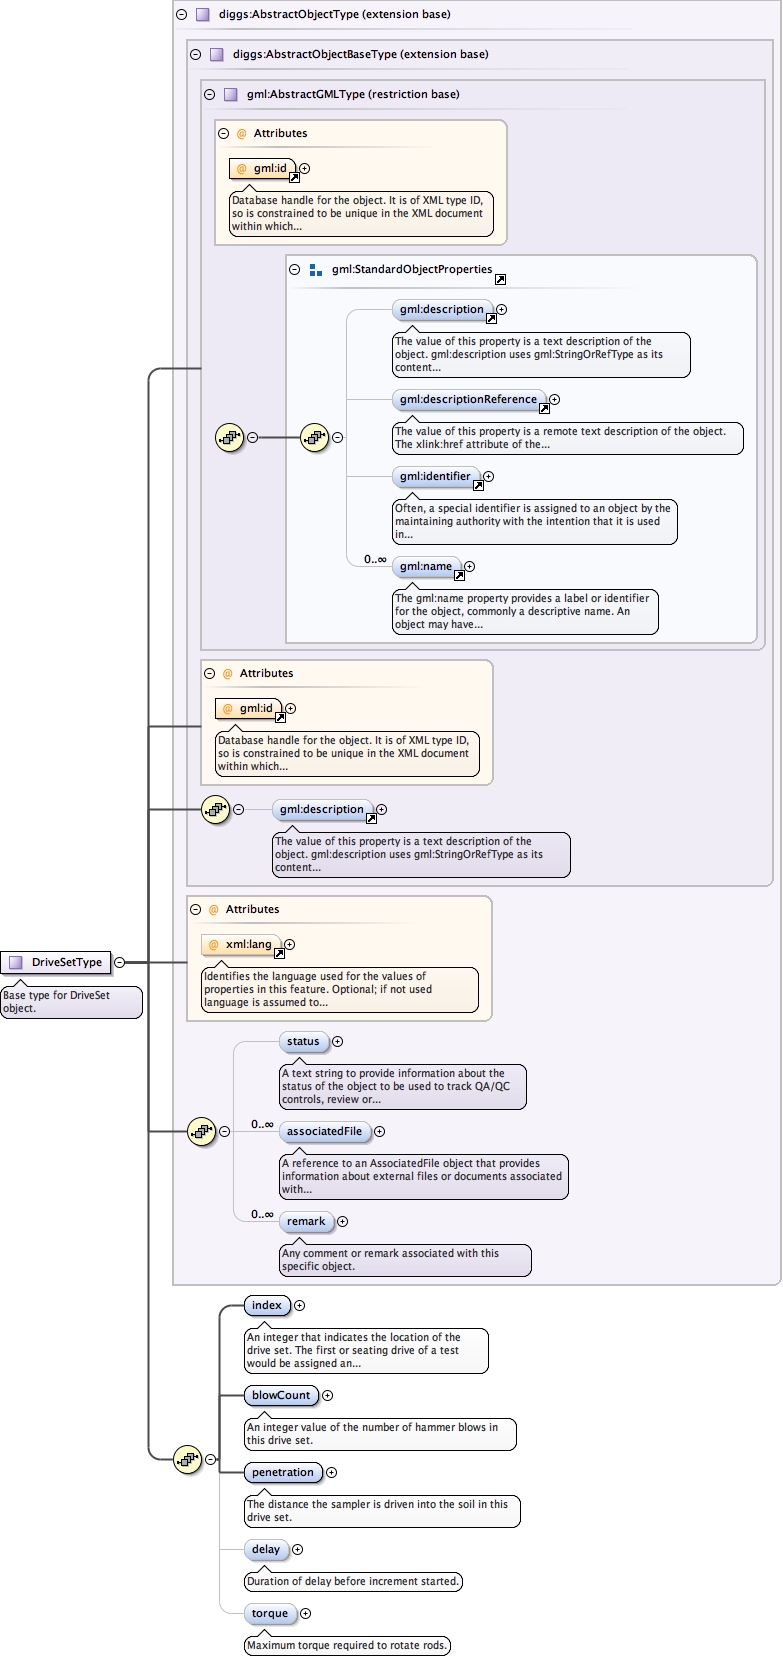 diggs:AbstractObjectType (extension base)
diggs:AbstractObjectBaseType (extension base)
gml:AbstractGMLType (restriction base)
@ Attributes
@ gml:id
Database handle for the object. It is of XML type ID,
so is constrained to be unique in the XML document
within which...
gml:StandardObjectProperties
gml:description
The value of this property is a text description of the
object. gml:description uses gml:StringOrRefType as its
content...
gml:descriptionReference
The value of this property is a remote text description of the object.
The xlink:href attribute of the...
gml:identifier
Often, a special identifier is assigned to an object by the
maintaining authority with the intention that it is used
in...
0..∞
gml:name
The gml:name property provides a label or identifier
for the object, commonly a descriptive name. An
object may have...
@ Attributes
@ gml:id
Database handle for the object. It is of XML type ID,
so is constrained to be unique in the XML document
within which...
gml:description
The value of this property is a text description of the
object. gml:description uses gml:StringOrRefType as its
content...
@ Attributes
@ xml:lang
Identifies the language used for the values of
properties in this feature. Optional; if not used
language is assumed to...
DriveSetType
Base type for DriveSet
object.
status
A text string to provide information about the
status of the object to be used to track QA/QC
controls, review or...
0..∞
associatedFile
A reference to an AssociatedFile object that provides
information about external files or documents associated
with...
0..∞
remark
Any comment or remark associated with this
specific object.
index
An integer that indicates the location of the
drive set. The first or seating drive of a test
would be assigned an...
blowCount
An integer value of the number of hammer blows in
this drive set.
penetration
The distance the sampler is driven into the soil in this
drive set.
delay
Duration of delay before increment started.
torque
Maximum torque required to rotate rods.